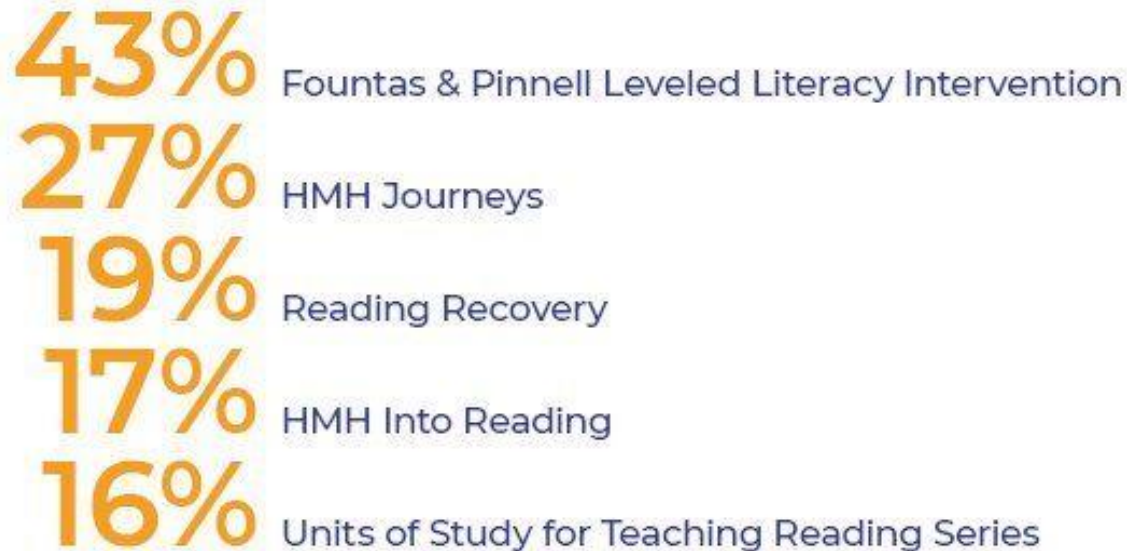 43% Fountas & Pinnell Leveled Literacy Intervention
27% HMH Journeys
19% Reading Recovery
17% HMH Into Reading
16% Units of Study for Teaching Reading Series